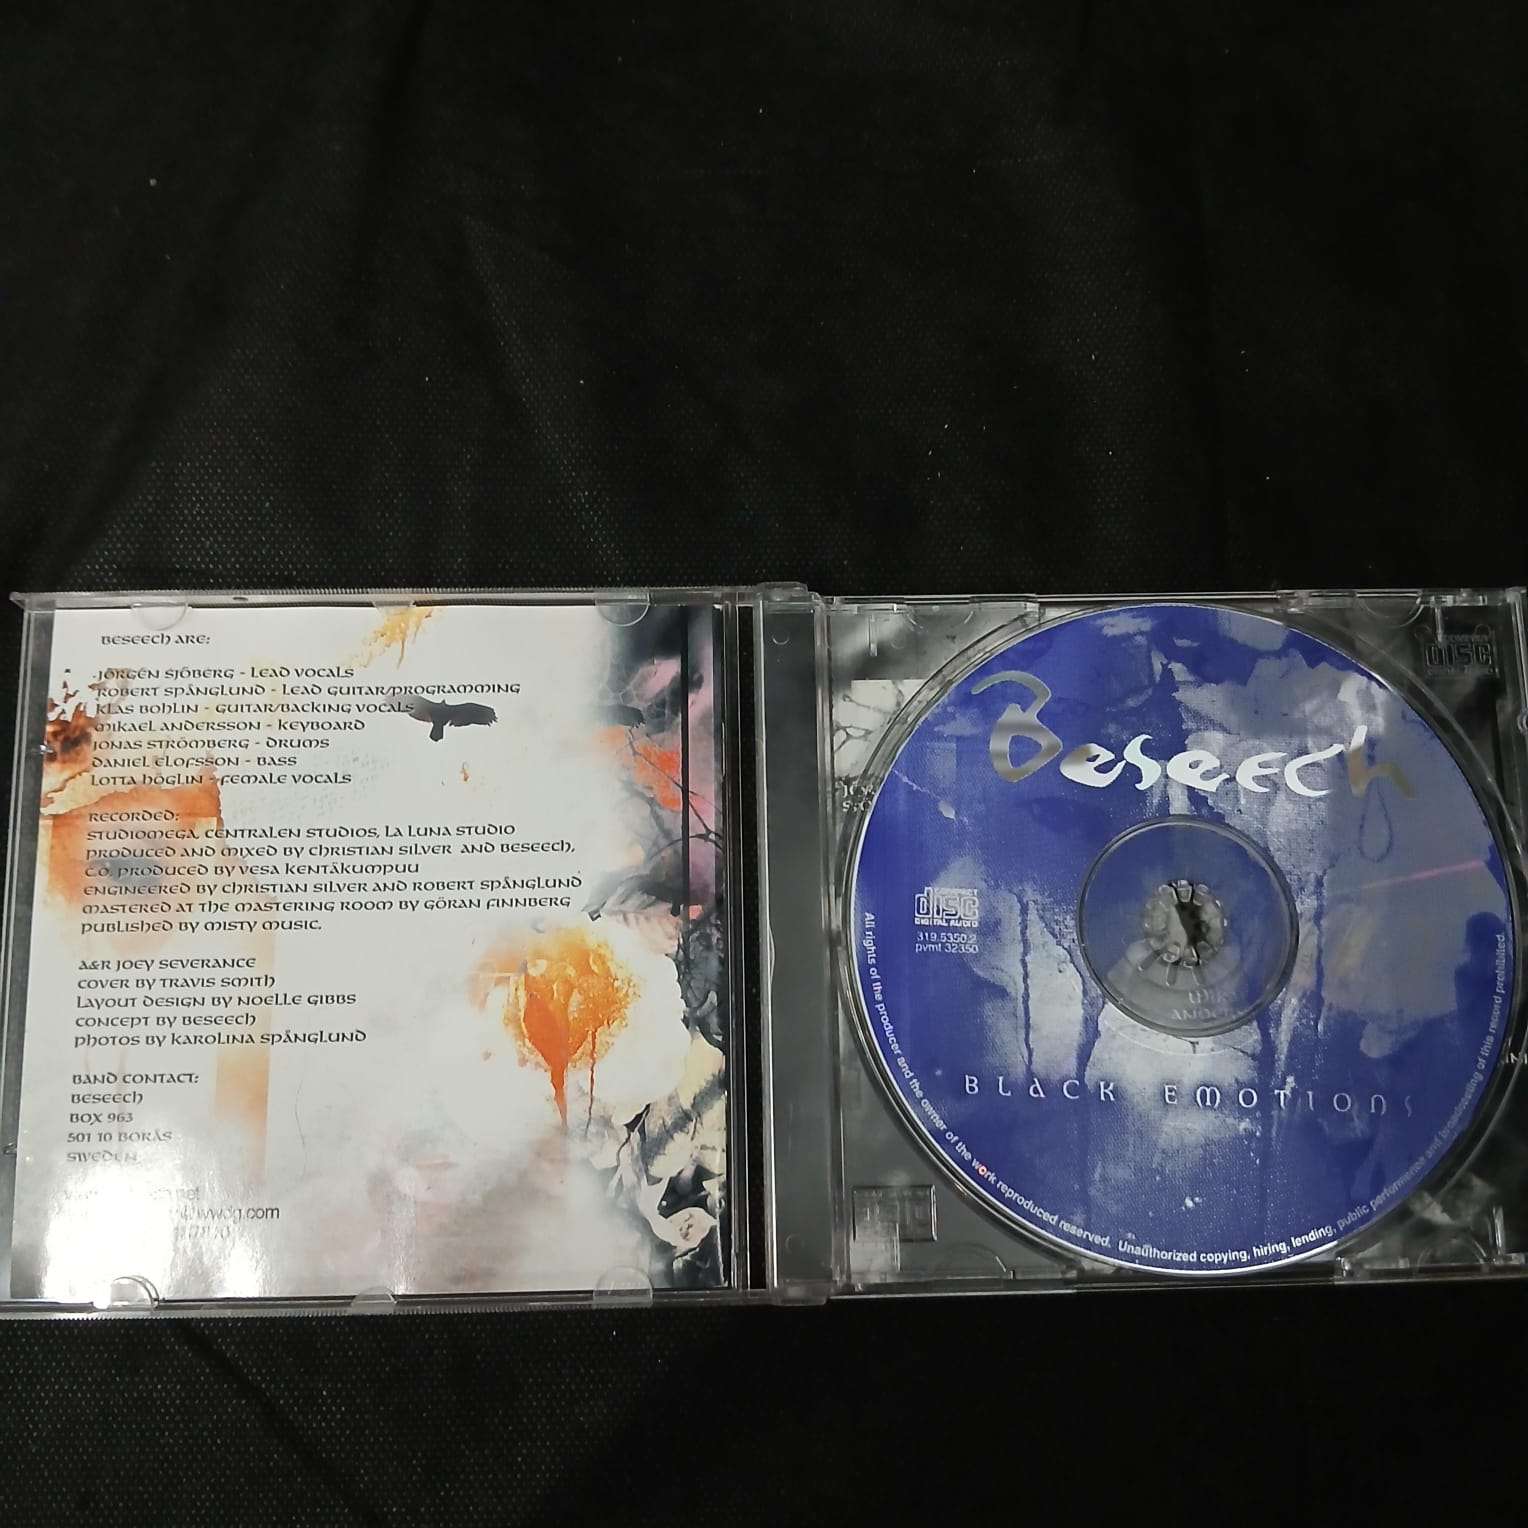 BESEECH ARE:
JÖRGEN SJÖBERG - LEAD VOCALS
ROBERT SPÅNGLUND - LEAD GUITAR/PROGRAMMING
KLAS BOHLIN - GUITAR/BACKING VOCALS
MIKAEL ANDERSSON - KEYBOARD
JONAS STRÖMBERG - DRUMS
DANIEL ELOFSSON - BASS
LOTTA HÖGLIN - FEMALE VOCALS
RECORDED:
STUDIOMEGA, CENTRALEN STUDIOS, LA LUNA STUDIO
PRODUCED AND MIXED BY CHRISTIAN SILVER AND BESEECH,
C.O. PRODUCED BY VESA KENTÄKUMPUU
ENGINEERED BY CHRISTIAN SILVER AND ROBERT SPÅNGLUND
MASTERED AT THE MASTERING ROOM BY GÖRAN FINNBERG
PUBLISHED BY MISTY MUSIC.
A&R JOEY SEVERANCE
COVER BY TRAVIS SMITH
LAYOUT DESIGN BY NOELLE GIBBS
CONCEPT BY BESEECH
PHOTOS BY KAROLINA SPÅNGLUND
BAND CONTACT:
BESEECH
BOX 963
501 10 BORÅS
SWEDEN
Beseech
COMPACT
disc
DIGITAL AUDIO
319.5350.2
pvmt 32350
BLACK EMOTIONS
All rights of the producer and the owner of the work reproduced reserved. Unauthorized copying, hiring, lending, public performance and broadcasting of this record prohibited.
COMPACT
disc